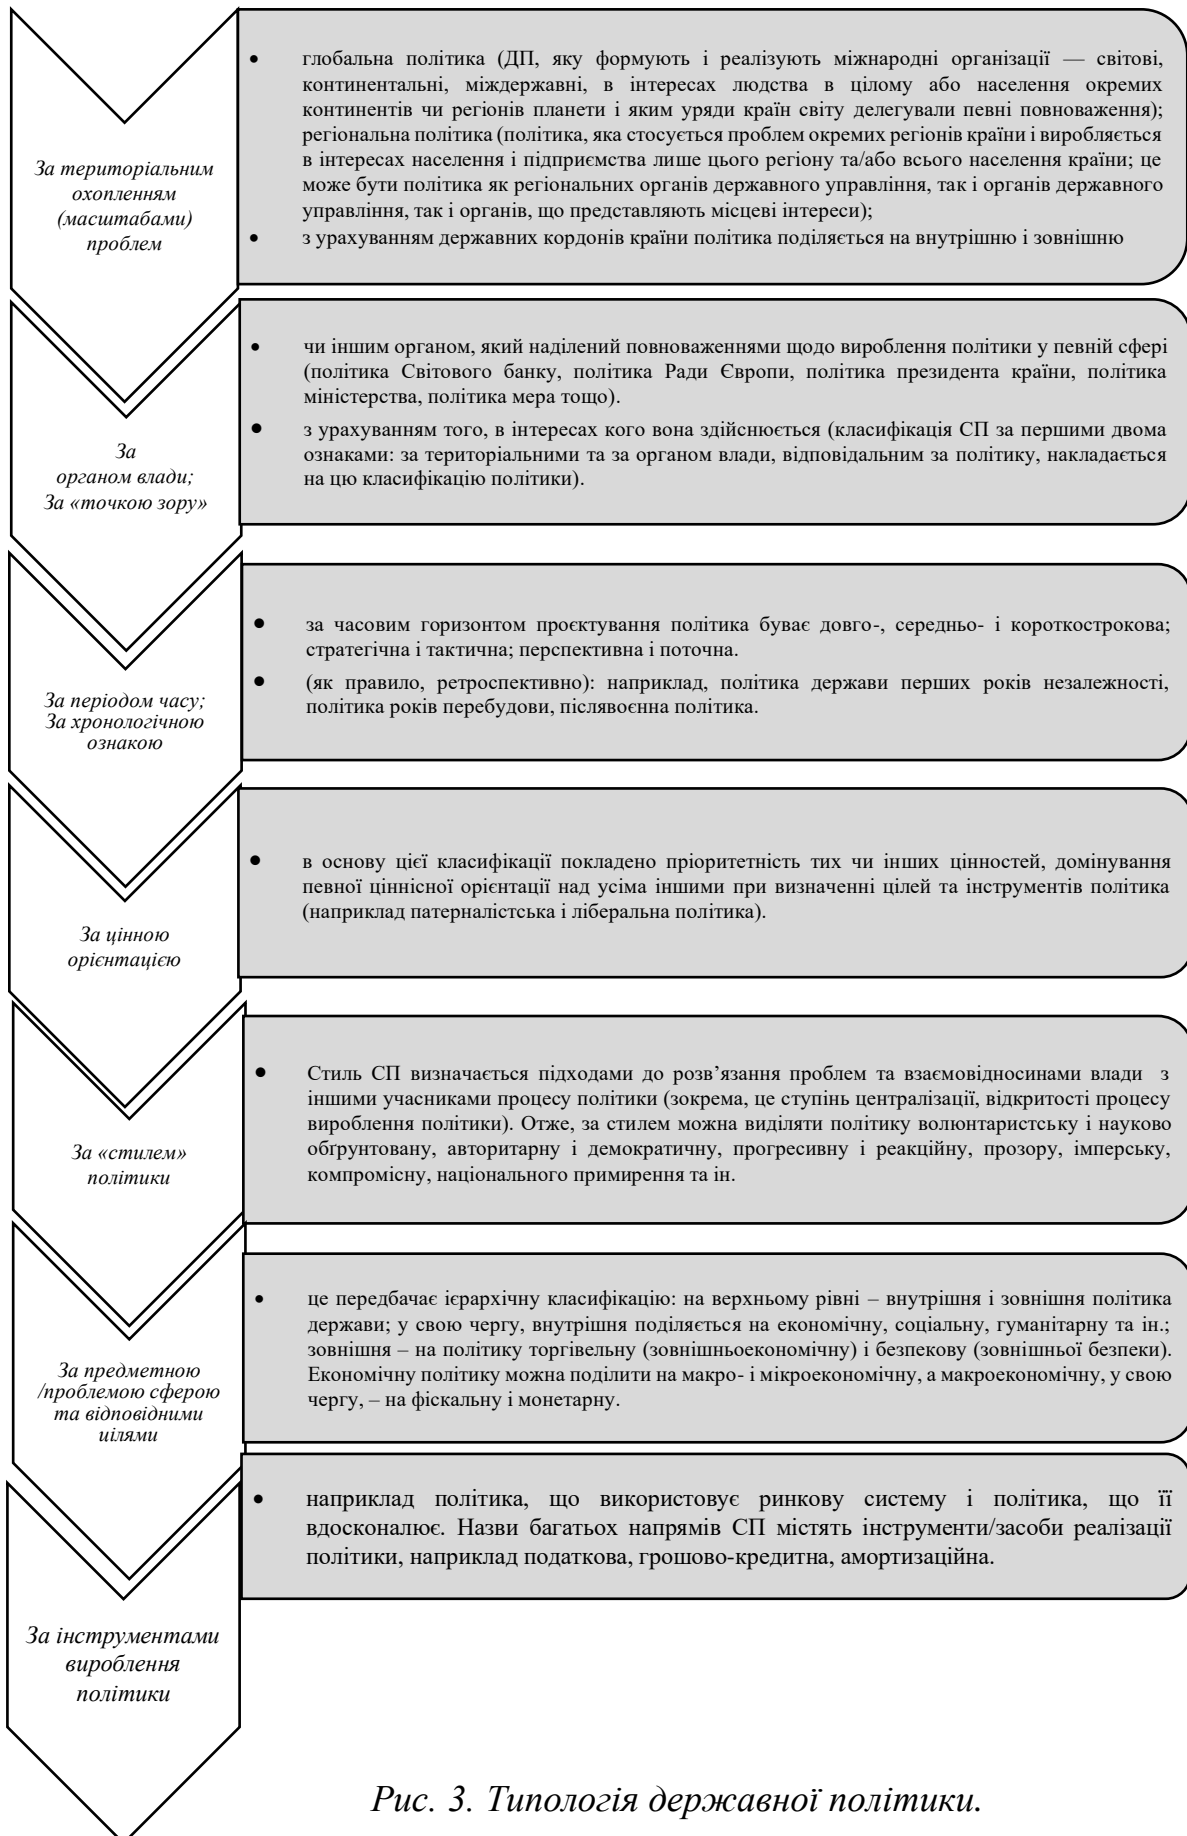 За територіальним
охопленням
(масштабами)
проблем
• глобальна політика (ДП, яку формують і реалізують міжнародні організації — світові,
континентальні, міждержавні, в інтересах людства в цілому або населення окремих
континентів чи регіонів планети і яким уряди країн світу делегували певні повноваження);
регіональна політика (політика, яка стосується проблем окремих регіонів країни і виробляється
в інтересах населення і підприємства лише цього регіону та/або всього населення країни; це
може бути політика як регіональних органів державного управління, так і органів державного
управління, так і органів, що представляють місцеві інтереси);
• з урахуванням державних кордонів країни політика поділяється на внутрішню і зовнішню
За
органом влади;
За «точкою зору»
• чи іншим органом, який наділений повноваженнями щодо вироблення політики у певній сфері
(політика Світового банку, політика Ради Європи, політика президента країни, політика
міністерства, політика мера тощо).
• з урахуванням того, в інтересах кого вона здійснюється (класифікація СП за першими двома
ознаками: за територіальними та за органом влади, відповідальним за політику, накладається
на цю класифікацію політики).
За періодом часу;
За хронологічною
ознакою
• за часовим горизонтом проєктування політика буває довго-, середньо- і короткострокова;
стратегічна і тактична; перспективна і поточна.
• (як правило, ретроспективно): наприклад, політика держави перших років незалежності,
політика років перебудови, післявоєнна політика.
За цінною
орієнтацією
• в основу цієї класифікації покладено пріоритетність тих чи інших цінностей, домінування
певної ціннісної орієнтації над усіма іншими при визначенні цілей та інструментів політика
(наприклад патерналістська і ліберальна політика).
За «стилем»
політики
• Стиль СП визначається підходами до розв’язання проблем та взаємовідносинами влади з
іншими учасниками процесу політики (зокрема, це ступінь централізації, відкритості процесу
вироблення політики). Отже, за стилем можна виділяти політику волюнтаристську і науково
обґрунтовану, авторитарну і демократичну, прогресивну і реакційну, прозору, імперську,
компромісну, національного примирення та ін.
За предметною
/проблемою сферою
та відповідними
цілями
• це передбачає ієрархічну класифікацію: на верхньому рівні – внутрішня і зовнішня політика
держави; у свою чергу, внутрішня поділяється на економічну, соціальну, гуманітарну та ін.;
зовнішня – на політику торгівельну (зовнішньоекономічну) і безпекову (зовнішньої безпеки).
Економічну політику можна поділити на макро- і мікроекономічну, а макроекономічну, у свою
чергу, – на фіскальну і монетарну.
За інструментами
вироблення
політики
• наприклад політика, що використовує ринкову систему і політика, що її
вдосконалює. Назви багатьох напрямів СП містять інструменти/засоби реалізації
політики, наприклад податкова, грошово-кредитна, амортизаційна.
Рис. 3. Типологія державної політики.